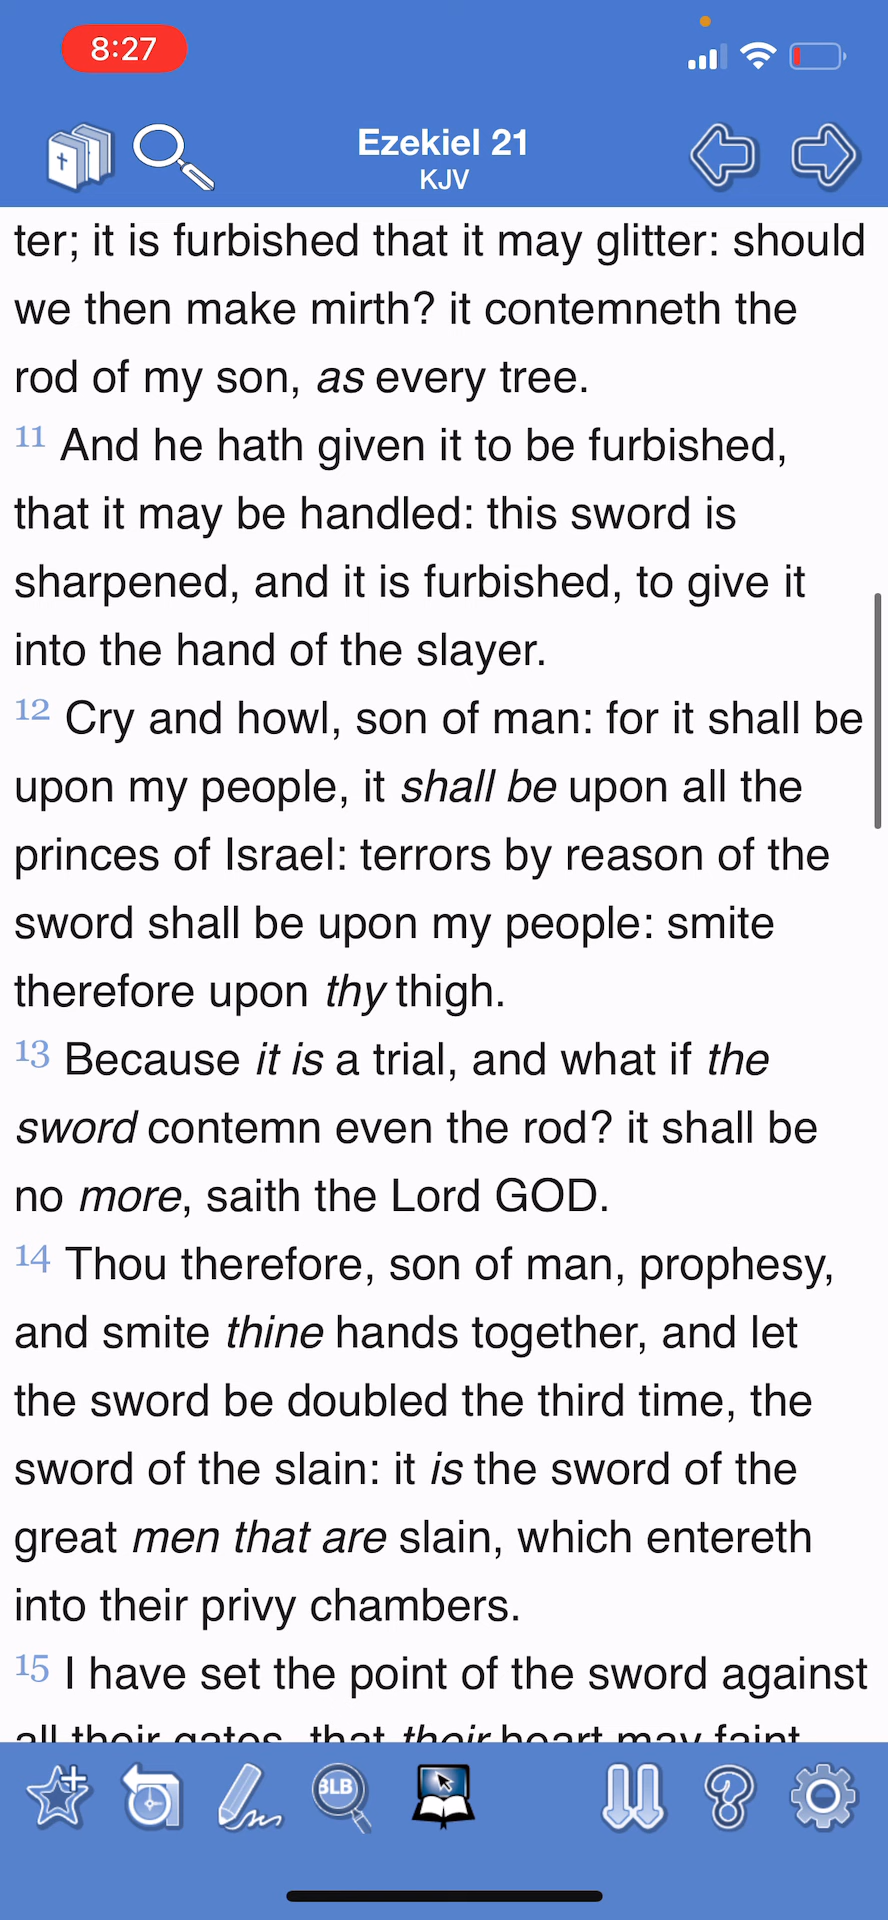 8:27
Ezekiel 21
KJV
ter; it is furbished that it may glitter: should
we then make mirth? it contemneth the
rod of my son, as every tree.
11 And he hath given it to be furbished,
that it may be handled: this sword is
sharpened, and it is furbished, to give it
into the hand of the slayer.
12 Cry and howl, son of man: for it shall be
upon my people, it shall be upon all the
princes of Israel: terrors by reason of the
sword shall be upon my people: smite
therefore upon thy thigh.
13 Because it is a trial, and what if the
sword contemn even the rod? it shall be
no more, saith the Lord GOD.
14 Thou therefore, son of man, prophesy,
and smite thine hands together, and let
the sword be doubled the third time, the
sword of the slain: it is the sword of the
great men that are slain, which entereth
into their privy chambers.
15 I have set the point of the sword against
all their gates, that their heart may faint
BLB